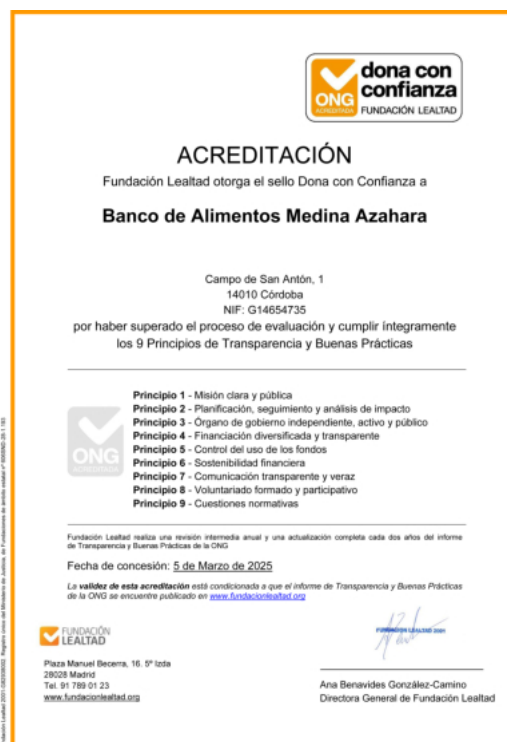 dona con
confianza
ONG
ACREDITADA
FUNDACIÓN LEALTAD
ACREDITACIÓN
Fundación Lealtad otorga el sello Dona con Confianza a
Banco de Alimentos Medina Azahara
Campo de San Antón, 1
14010 Córdoba
NIF: G14654735
por haber superado el proceso de evaluación y cumplir íntegramente
los 9 Principios de Transparencia y Buenas Prácticas
Principio 1 - Misión clara y pública
Principio 2 - Planificación, seguimiento y análisis de impacto
Principio 3 - Órgano de gobierno independiente, activo y público
Principio 4 - Financiación diversificada y transparente
Principio 5 - Control del uso de los fondos
Principio 6 - Sostenibilidad financiera
Principio 7 - Comunicación transparente y veraz
Principio 8 - Voluntariado formado y participativo
Principio 9 - Cuestiones normativas
ONG
ACREDITADA
Fundación Lealtad realiza una revisión intermedia anual y una actualización completa cada dos años del informe
de Transparencia y Buenas Prácticas de la ONG
Fecha de concesión: 5 de Marzo de 2025
La validez de esta acreditación está condicionada a que el informe de Transparencia y Buenas Prácticas
de la ONG se encuentre publicado en www.fundacionlealtad.org
FUNDACIÓN
LEALTAD
FUNDACION LEALTAD 2001
Plaza Manuel Becerra, 16. 5º Izda
28028 Madrid
Tel. 91 789 01 23
www.fundacionlealtad.org
Ana Benavides González-Camino
Directora General de Fundación Lealtad